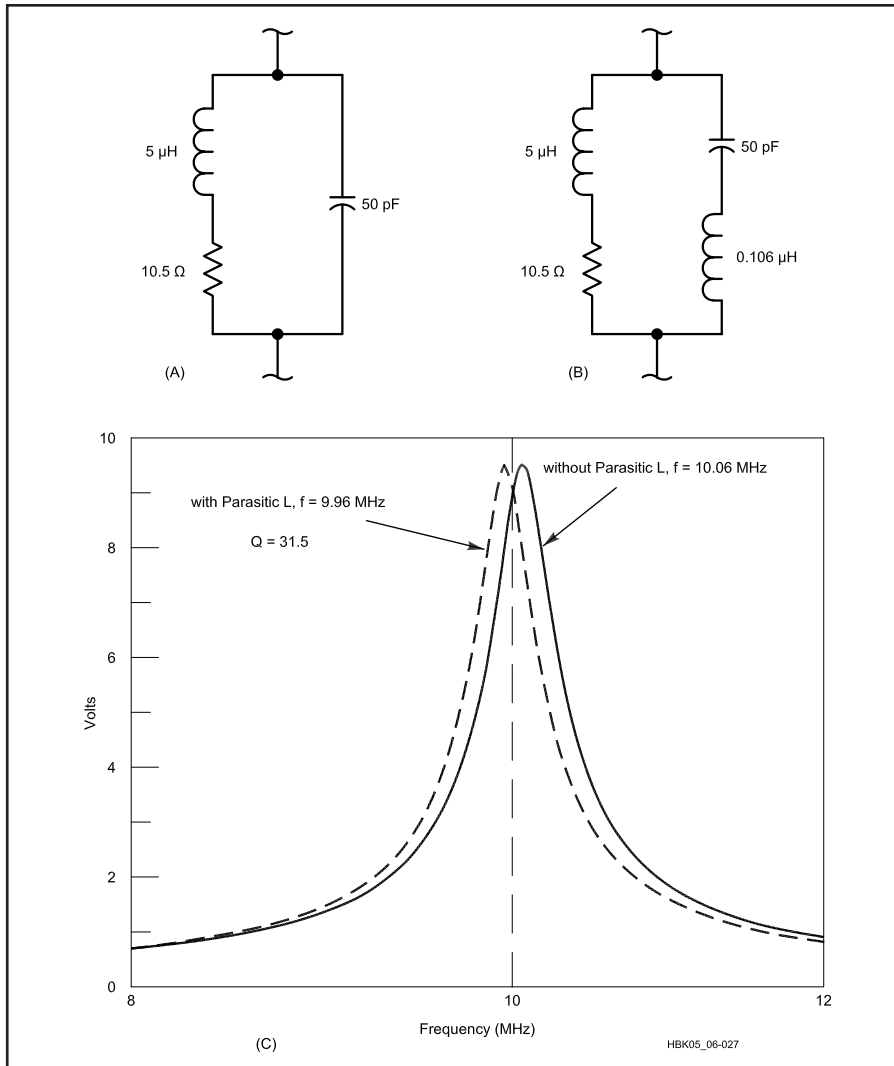 5 µH
50 pF
10.5 Ω
(A)
5 µH
50 pF
10.5 Ω
0.106 µH
(B)
10
without Parasitic L, f = 10.06 MHz
with Parasitic L, f = 9.96 MHz
Q = 31.5
8
6
Volts
4
2
0
8
10
12
Frequency (MHz)
(C)
HBK05_06-027